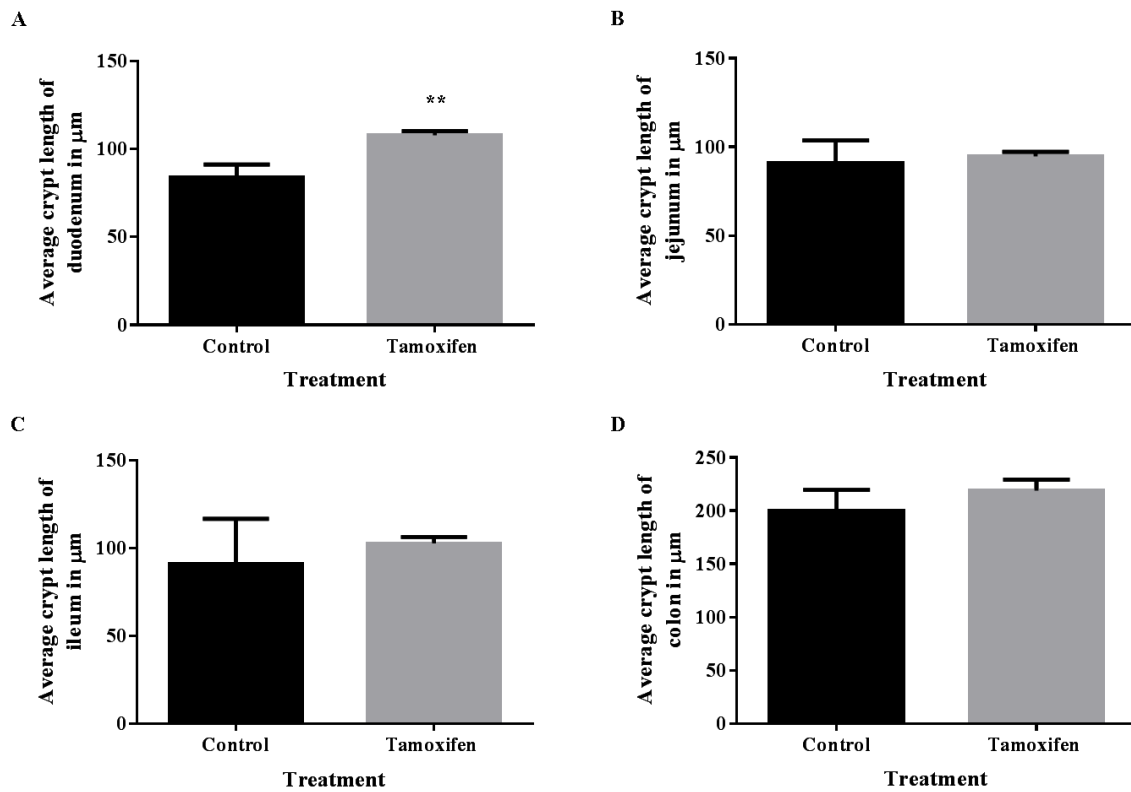 A
Average crypt length of
duodenum in μm
150
100
50
0
**
Control
Tamoxifen
Treatment
B
Average crypt length of
jejunum in μm
150
100
50
0
Control
Tamoxifen
Treatment
C
Average crypt length of
ileum in μm
150
100
50
0
Control
Tamoxifen
Treatment
D
Average crypt length of
colon in μm
250
200
150
100
50
0
Control
Tamoxifen
Treatment